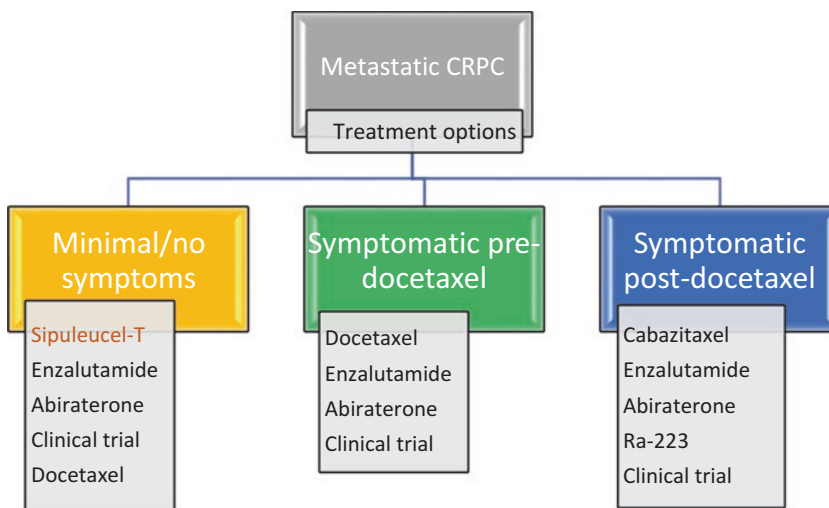 Metastatic CRPC
Treatment options
Minimal/no
symptoms
Sipuleucel-T
Enzalutamide
Abiraterone
Clinical trial
Docetaxel
Symptomatic pre-
docetaxel
Docetaxel
Enzalutamide
Abiraterone
Clinical trial
Symptomatic
post-docetaxel
Cabazitaxel
Enzalutamide
Abiraterone
Ra-223
Clinical trial